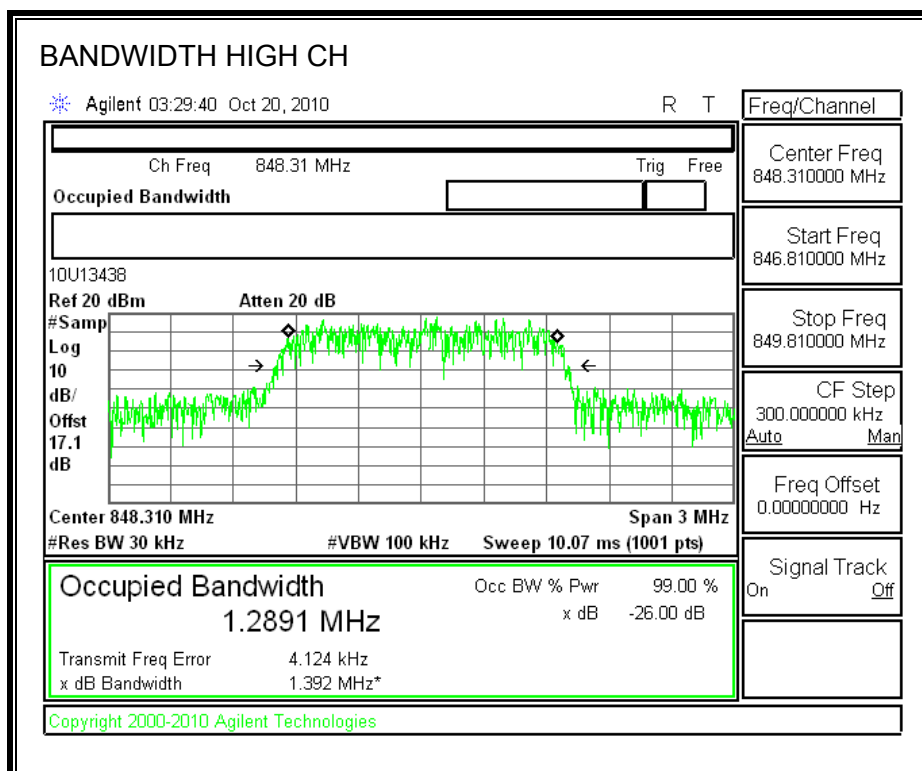 BANDWIDTH HIGH CH
Agilent 03:29:40 Oct 20, 2010 R T
Freq/Channel
Ch Freq 848.31 MHz Trig Free
Occupied Bandwidth
Center Freq
848.310000 MHz
Start Freq
846.810000 MHz
Stop Freq
849.810000 MHz
CF Step
300.000000 kHz
Auto Man
Freq Offset
0.00000000 Hz
Signal Track
On Off
10U13438
Ref 20 dBm Atten 20 dB
#Samp
Log
10
dB/
Offst
17.1
dB
Center 848.310 MHz Span 3 MHz
#Res BW 30 kHz #VBW 100 kHz Sweep 10.07 ms (1001 pts)
Occupied Bandwidth Occ BW % Pwr 99.00 %
1.2891 MHz x dB -26.00 dB
Transmit Freq Error 4.124 kHz
x dB Bandwidth 1.392 MHz*
Copyright 2000-2010 Agilent Technologies